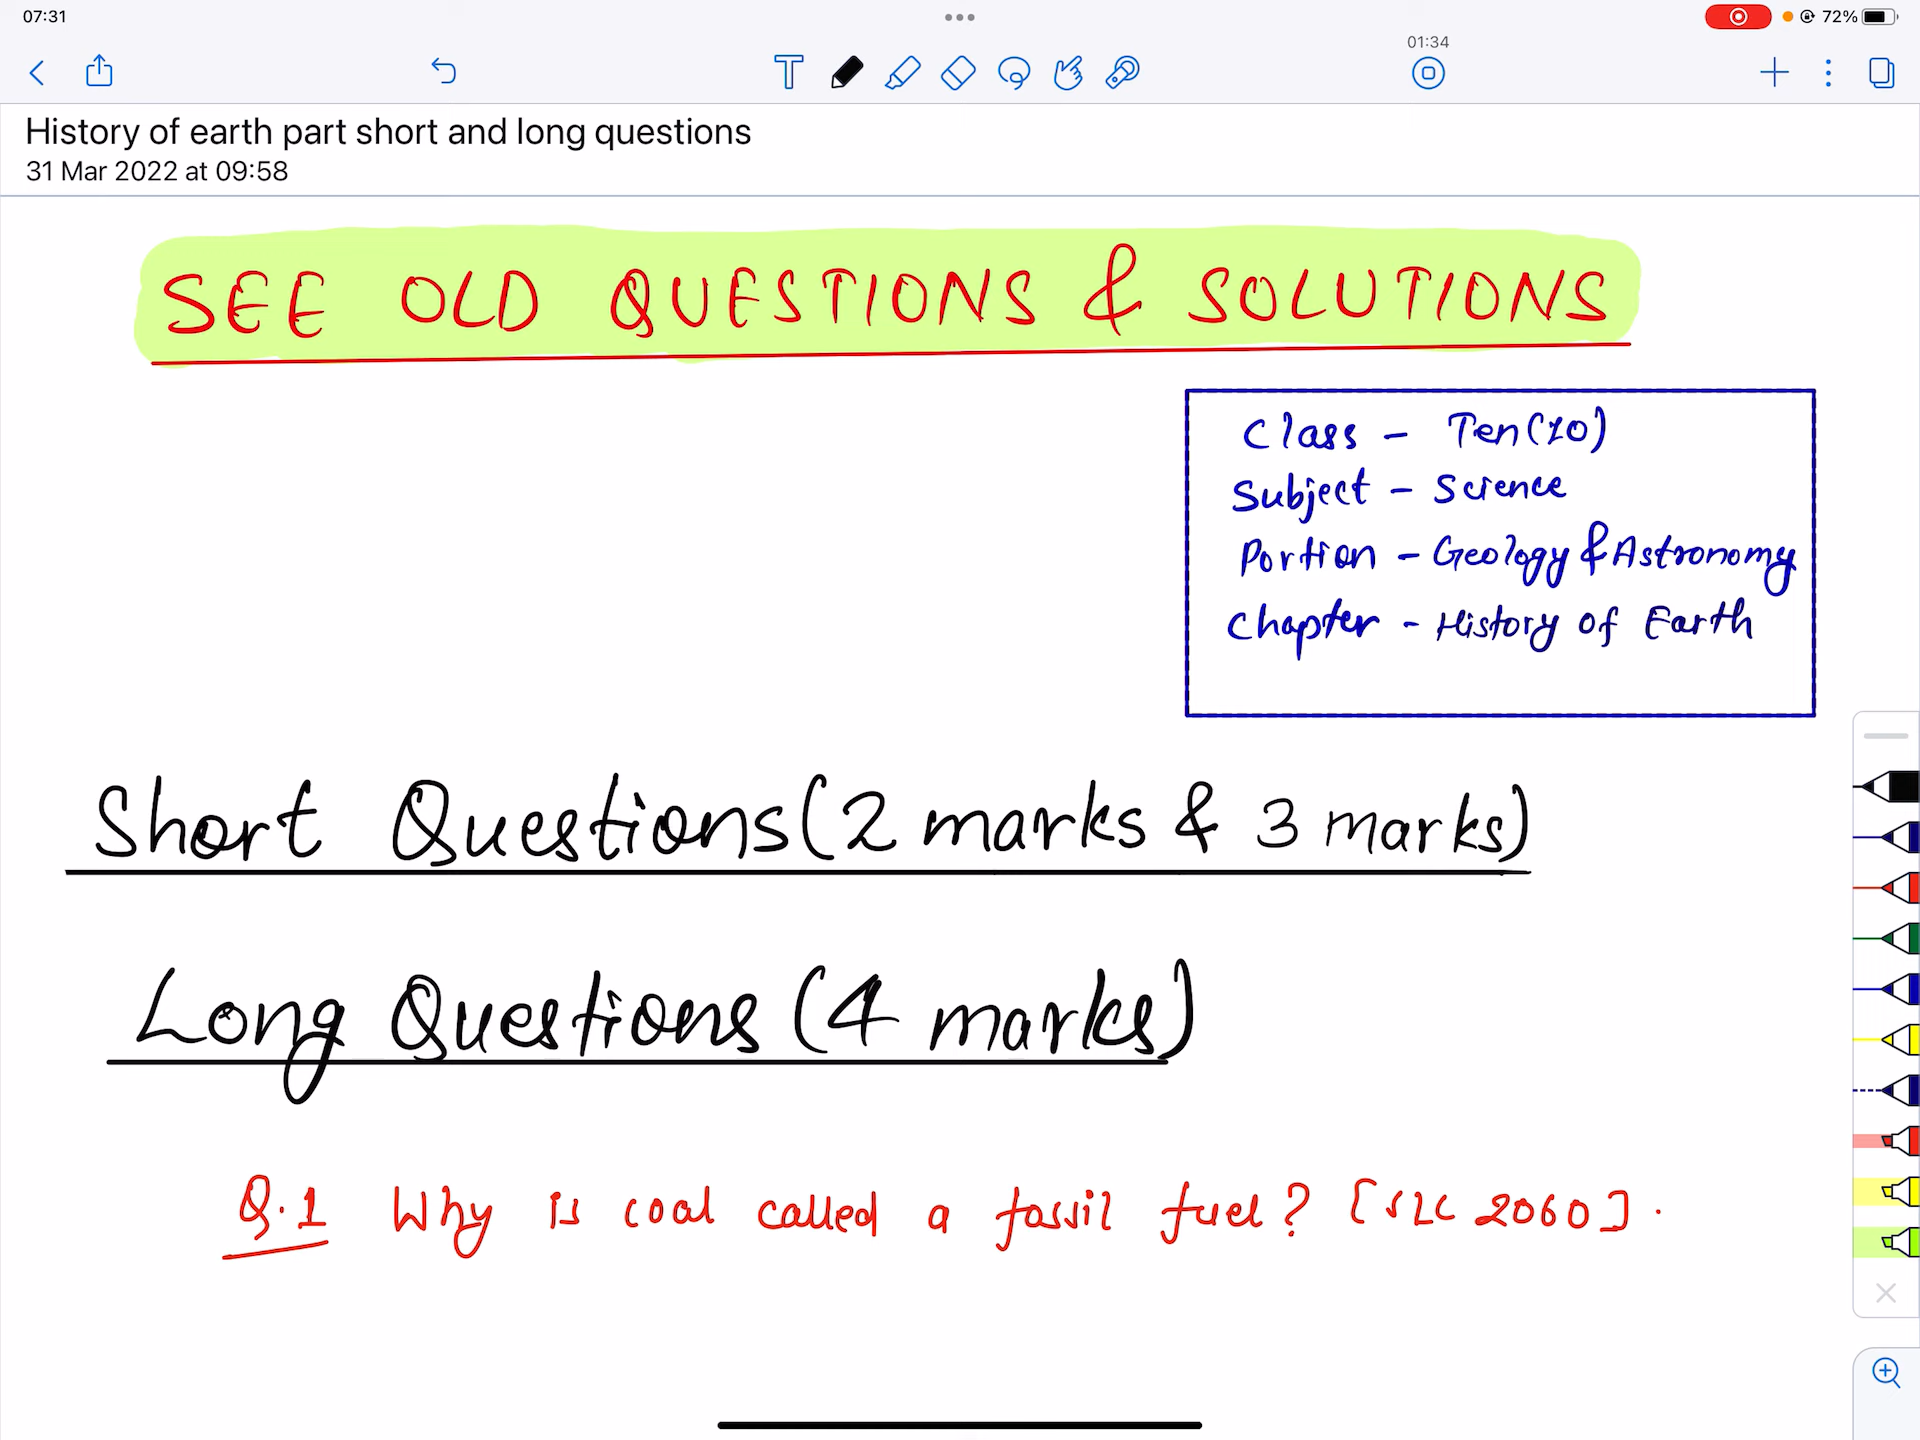 07:31
72%
01:34
History of earth part short and long questions
31 Mar 2022 at 09:58
SEE OLD QUESTIONS & SOLUTIONS
Class - Ten(10)
Subject - Science
Portion - Geology & Astronomy
Chapter - History of Earth
Short Questions (2 marks & 3 marks)
Long Questions (4 marks)
Q.1 Why is coal called a fossil fuel? [SLC 2060].